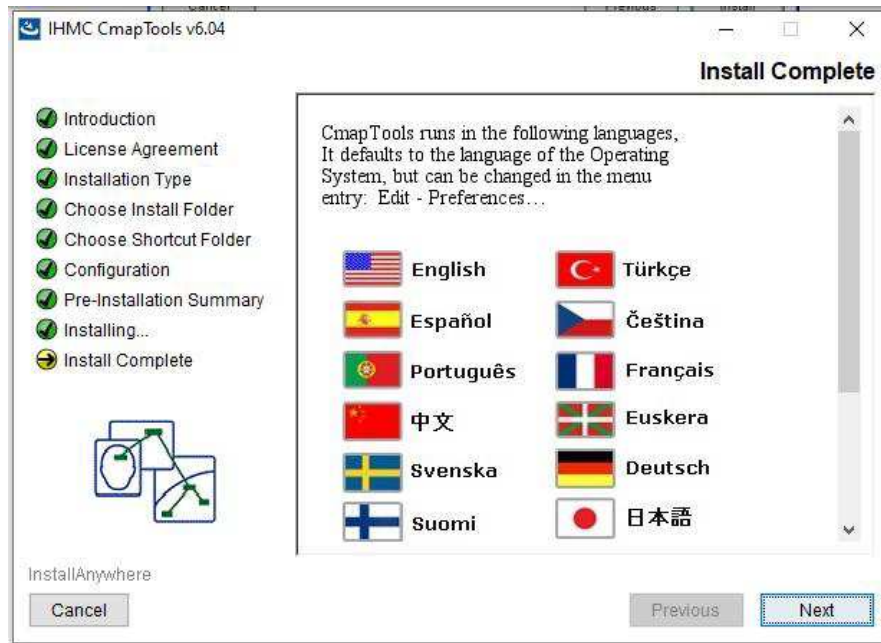 Cancel Previous Install
IHMC CmapTools v6.04
Install Complete
Introduction
License Agreement
Installation Type
Choose Install Folder
Choose Shortcut Folder
Configuration
Pre-Installation Summary
Installing...
Install Complete
CmapTools runs in the following languages,
It defaults to the language of the Operating
System, but can be changed in the menu
entry: Edit - Preferences…
English Türkçe
Español Čeština
Português Français
中文 Euskera
Svenska Deutsch
Suomi 日本語
InstallAnywhere
Cancel Previous Next